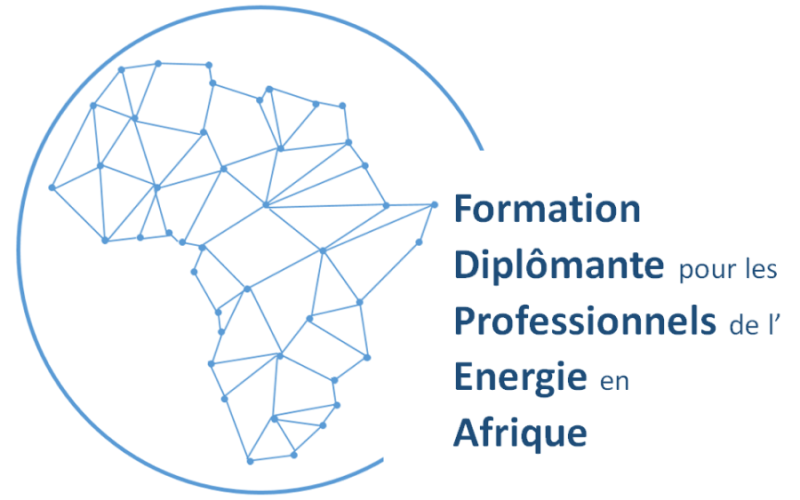 Formation
Diplômante pour les
Professionnels de l’
Energie en
Afrique